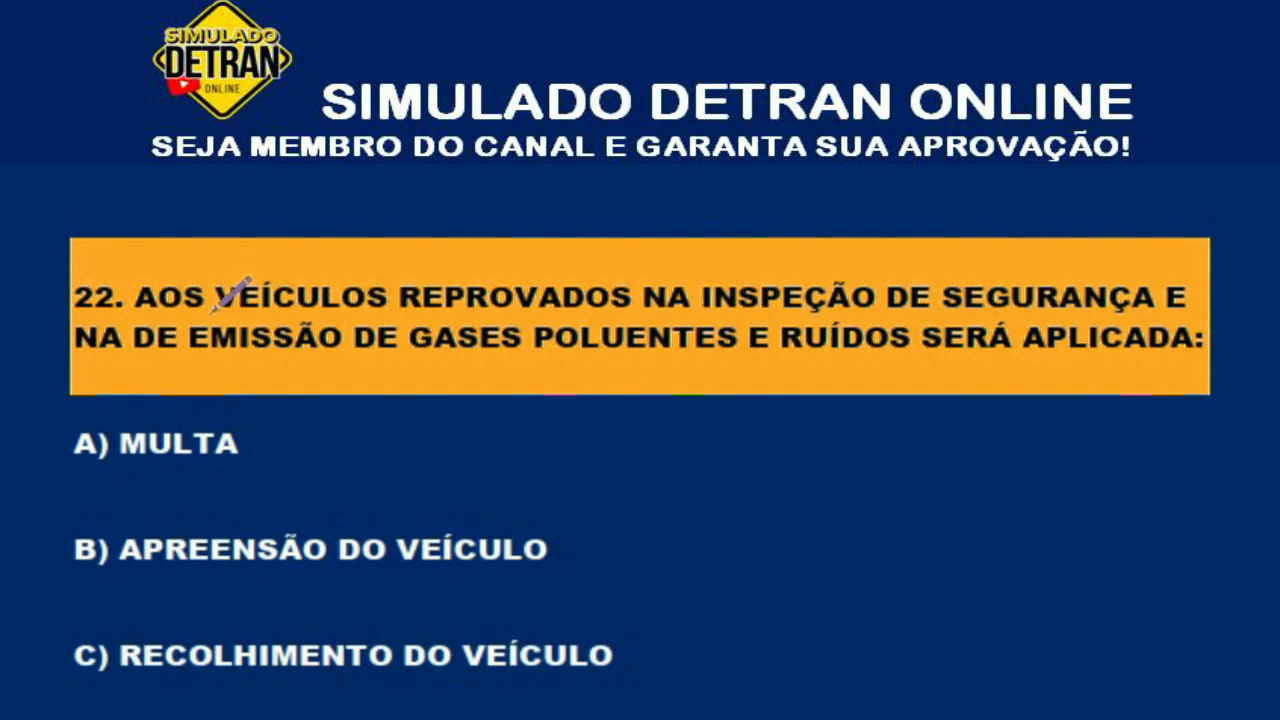 SIMULADO
DETRAN
ONLINE
SIMULADO DETRAN ONLINE
SEJA MEMBRO DO CANAL E GARANTA SUA APROVAÇÃO!
22. AOS VEÍCULOS REPROVADOS NA INSPEÇÃO DE SEGURANÇA E
NA DE EMISSÃO DE GASES POLUENTES E RUÍDOS SERÁ APLICADA:
A) MULTA
B) APREENSÃO DO VEÍCULO
C) RECOLHIMENTO DO VEÍCULO